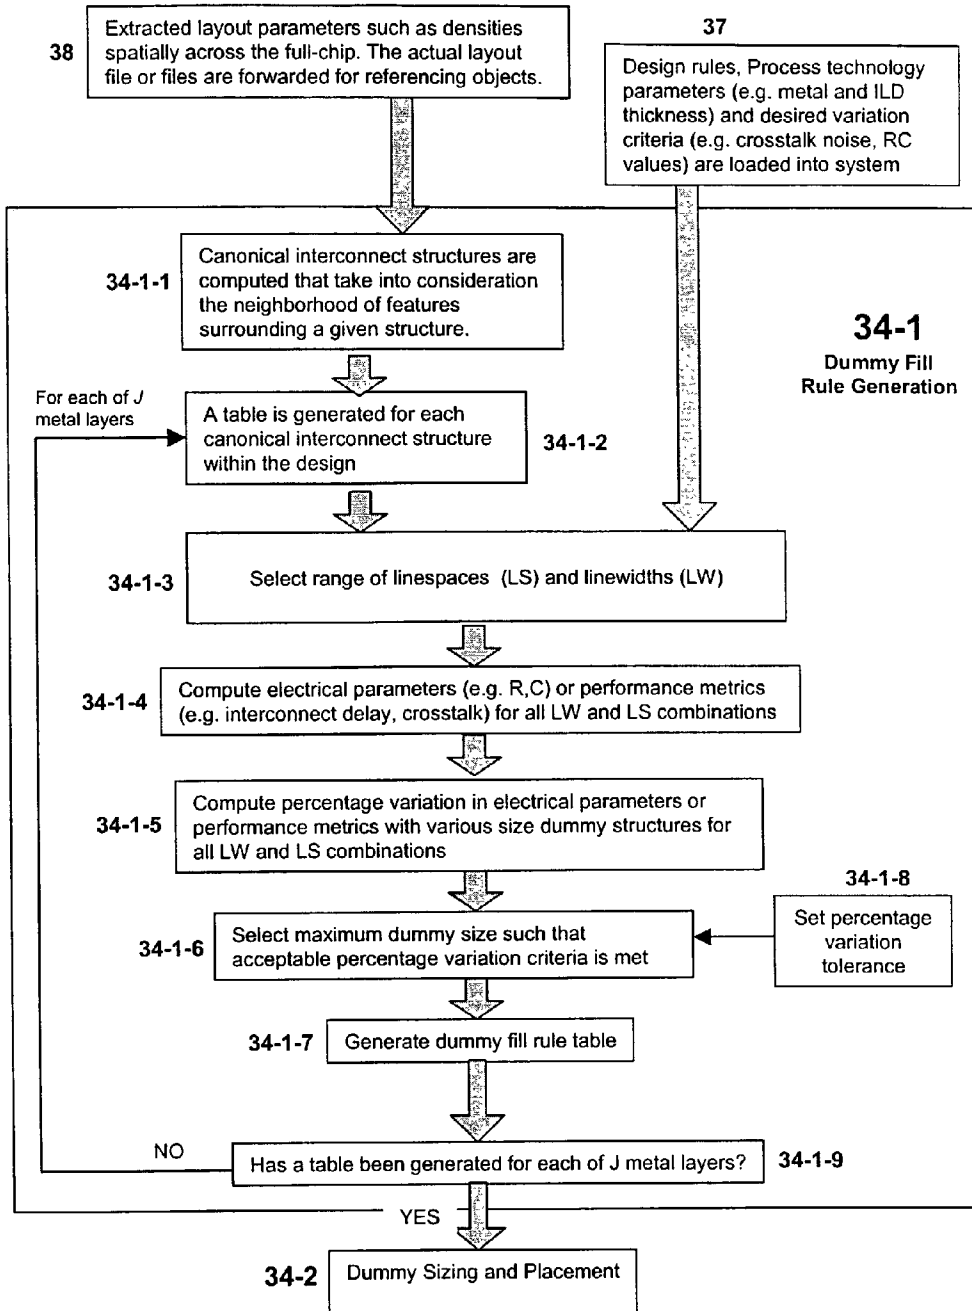 38
Extracted layout parameters such as densities
spatially across the full-chip. The actual layout
file or files are forwarded for referencing objects.
37
Design rules, Process technology
parameters (e.g. metal and ILD
thickness) and desired variation
criteria (e.g. crosstalk noise, RC
values) are loaded into system
34-1-1
Canonical interconnect structures are
computed that take into consideration
the neighborhood of features
surrounding a given structure.
34-1
Dummy Fill
Rule Generation
For each of J
metal layers
A table is generated for each
canonical interconnect structure
within the design
34-1-2
34-1-3
Select range of linespaces (LS) and linewidths (LW)
34-1-4
Compute electrical parameters (e.g. R,C) or performance metrics
(e.g. interconnect delay, crosstalk) for all LW and LS combinations
34-1-5
Compute percentage variation in electrical parameters or
performance metrics with various size dummy structures for
all LW and LS combinations
34-1-8
Set percentage
variation
tolerance
34-1-6
Select maximum dummy size such that
acceptable percentage variation criteria is met
34-1-7
Generate dummy fill rule table
NO
Has a table been generated for each of J metal layers?
34-1-9
YES
34-2
Dummy Sizing and Placement